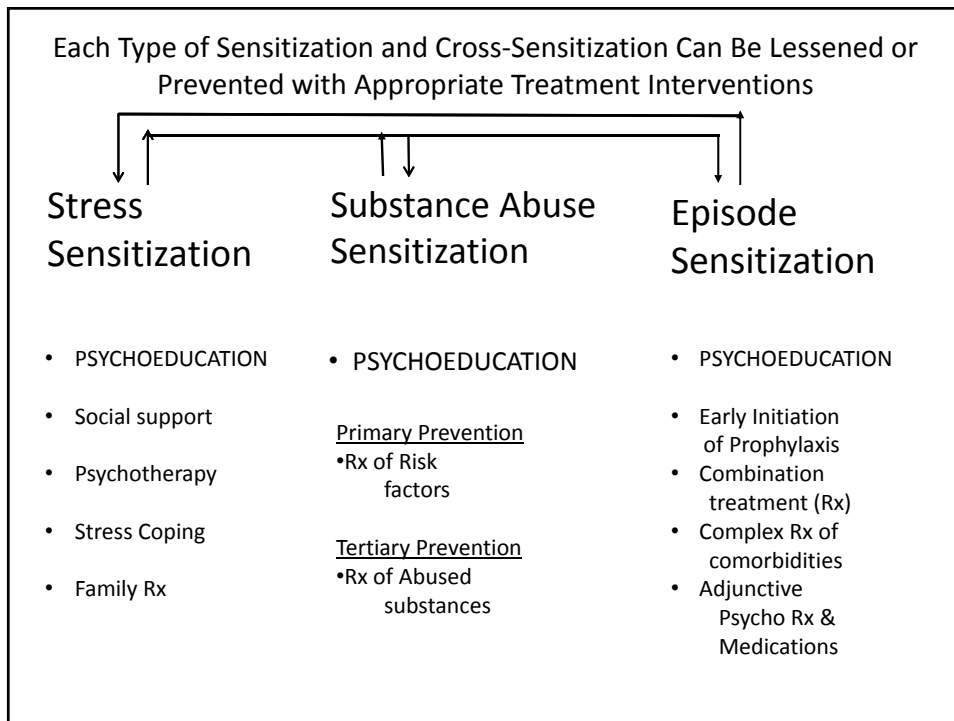 Each Type of Sensitization and Cross-Sensitization Can Be Lessened or
Prevented with Appropriate Treatment Interventions
Stress
Sensitization
• PSYCHOEDUCATION
• Social support
• Psychotherapy
• Stress Coping
• Family Rx
Substance Abuse
Sensitization
• PSYCHOEDUCATION
Primary Prevention
•Rx of Risk
factors
Tertiary Prevention
•Rx of Abused
substances
Episode
Sensitization
• PSYCHOEDUCATION
• Early Initiation
of Prophylaxis
• Combination
treatment (Rx)
• Complex Rx of
comorbidities
• Adjunctive
Psycho Rx &
Medications